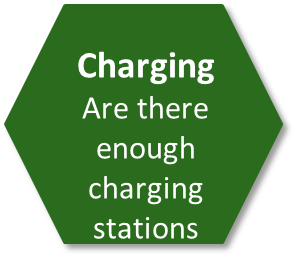 Charging
Are there
enough
charging
stations